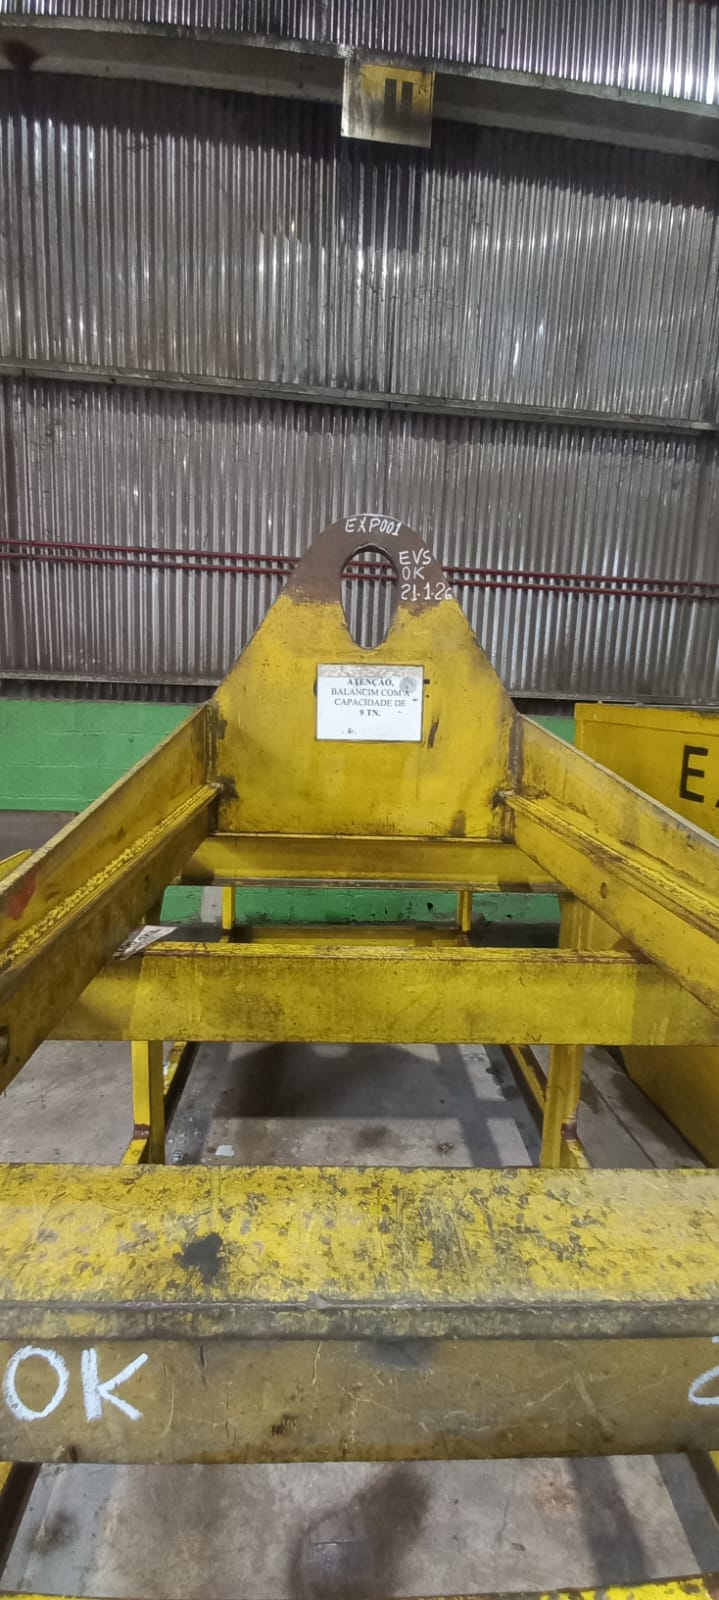 EXP001
EVS
OK
21-1-26
ATENÇÃO,
BALANCIM COM A
CAPACIDADE DE
9 TN.
OK